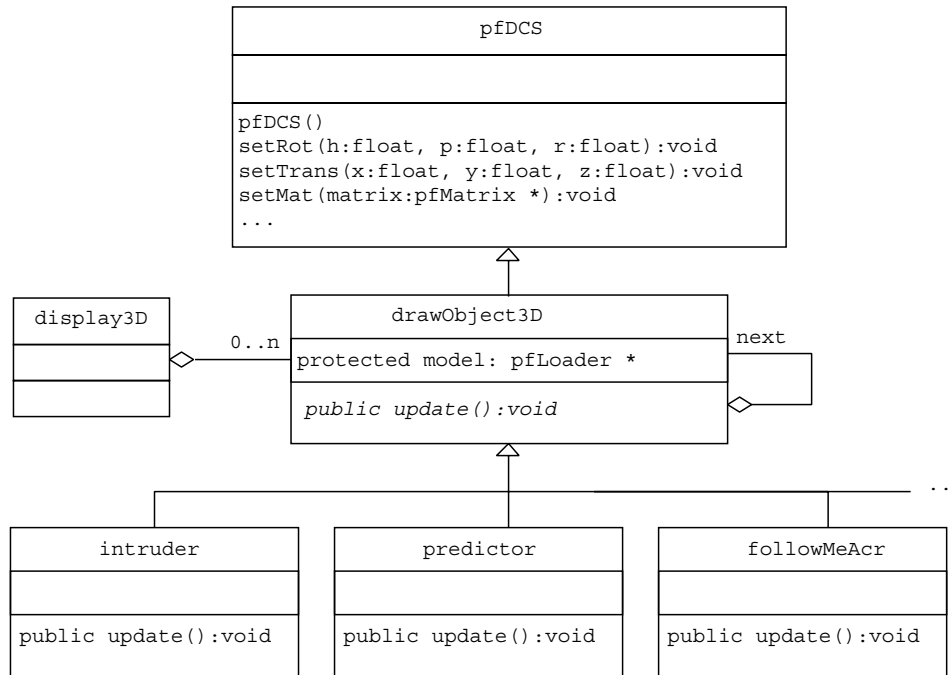 pfDCS
pfDCS()
setRot(h:float, p:float, r:float):void
setTrans(x:float, y:float, z:float):void
setMat(matrix:pfMatrix *):void
...
display3D
0..n
drawObject3D
protected model: pfLoader *
public update():void
next
..
intruder
public update():void
predictor
public update():void
followMeAcr
public update():void